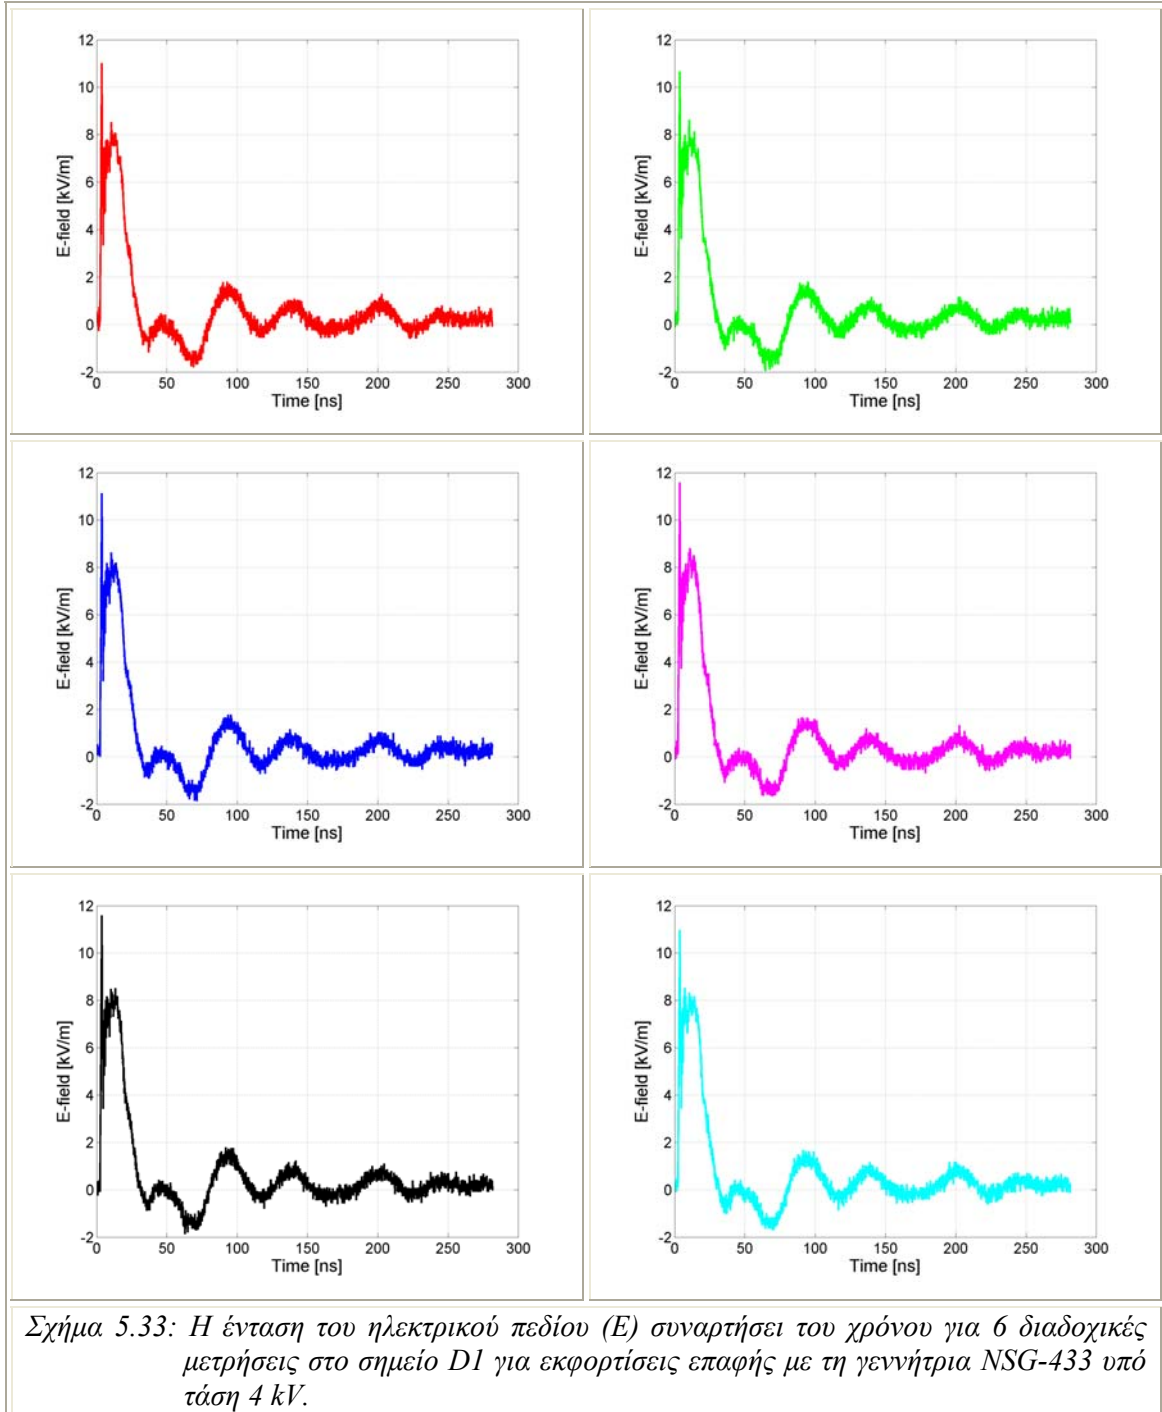 12
10
8
6
4
2
0
-2
E-field [kV/m]
0 50 100 150 200 250 300
Time [ns]
12
10
8
6
4
2
0
-2
E-field [kV/m]
0 50 100 150 200 250 300
Time [ns]
12
10
8
6
4
2
0
-2
E-field [kV/m]
0 50 100 150 200 250 300
Time [ns]
12
10
8
6
4
2
0
-2
E-field [kV/m]
0 50 100 150 200 250 300
Time [ns]
12
10
8
6
4
2
0
-2
E-field [kV/m]
0 50 100 150 200 250 300
Time [ns]
12
10
8
6
4
2
0
-2
E-field [kV/m]
0 50 100 150 200 250 300
Time [ns]
Σχήμα 5.33: Η ένταση του ηλεκτρικού πεδίου (Ε) συναρτήσει του χρόνου για 6 διαδοχικές
μετρήσεις στο σημείο D1 για εκφορτίσεις επαφής με τη γεννήτρια NSG-433 υπό
τάση 4 kV.